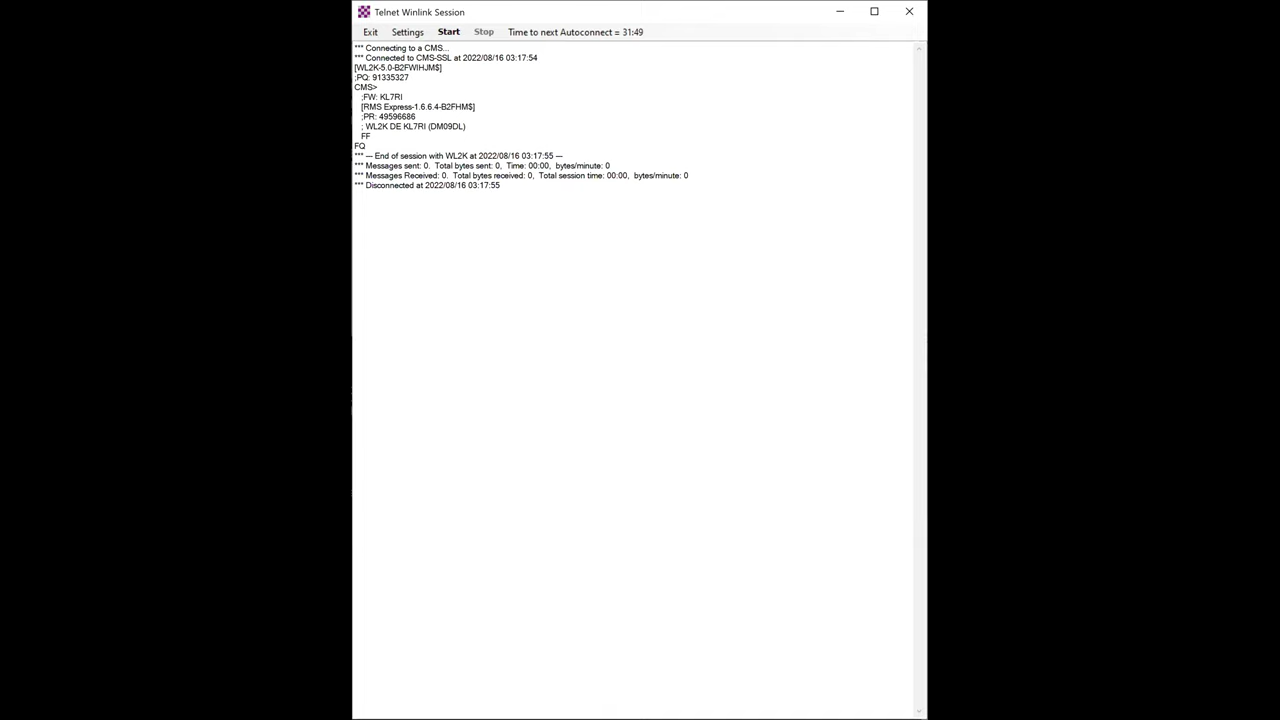 Telnet Winlink Session
Exit Settings Start Stop Time to next Autoconnect = 31:49
*** Connecting to a CMS...
*** Connected to CMS-SSL at 2022/08/16 03:17:54
[WL2K-5.0-B2FWIHJM$]
;PQ: 91335327
CMS>
;FW: KL7RI
[RMS Express-1.6.6.4-B2FHM$]
;PR: 49596686
; WL2K DE KL7RI (DM09DL)
FF
FQ
*** --- End of session with WL2K at 2022/08/16 03:17:55 ---
*** Messages sent: 0. Total bytes sent: 0, Time: 00:00, bytes/minute: 0
*** Messages Received: 0. Total bytes received: 0, Total session time: 00:00, bytes/minute: 0
*** Disconnected at 2022/08/16 03:17:55